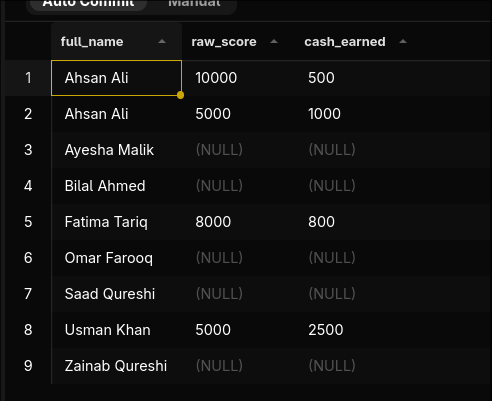 Auto Commit Manual
full_name raw_score cash_earned
1 Ahsan Ali 10000 500
2 Ahsan Ali 5000 1000
3 Ayesha Malik (NULL) (NULL)
4 Bilal Ahmed (NULL) (NULL)
5 Fatima Tariq 8000 800
6 Omar Farooq (NULL) (NULL)
7 Saad Qureshi (NULL) (NULL)
8 Usman Khan 5000 2500
9 Zainab Qureshi (NULL) (NULL)